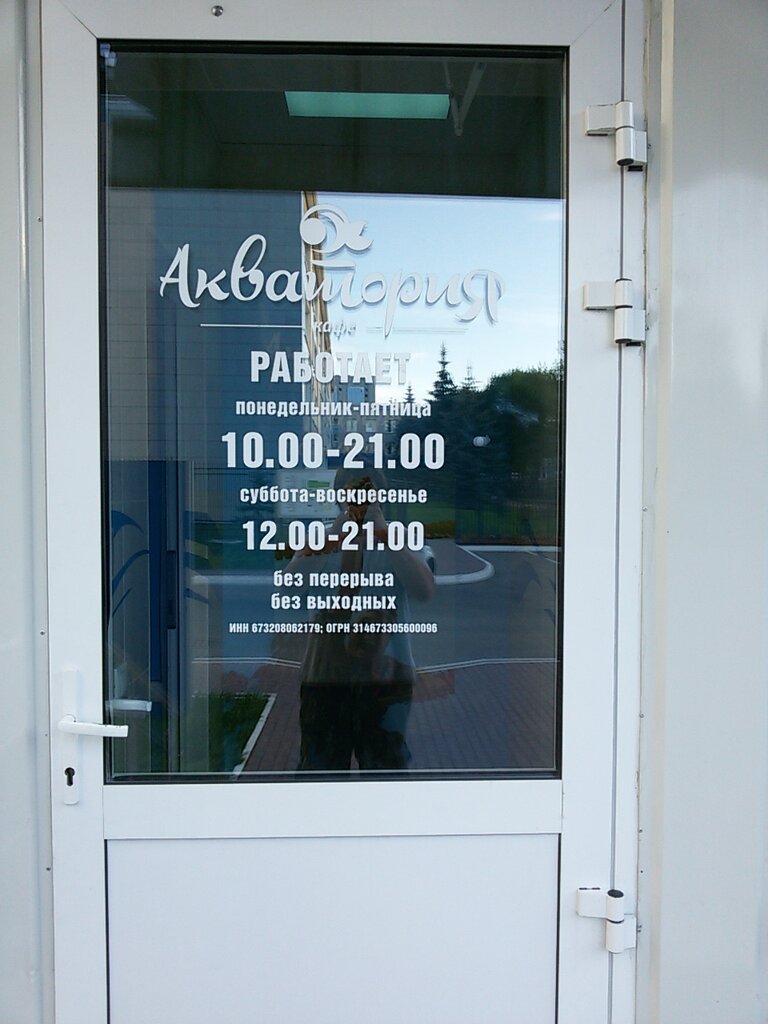 Акватория
кафе
РАБОТАЕТ
понедельник-пятница
10.00-21.00
суббота-воскресенье
12.00-21.00
без перерыва
без выходных
ИНН 673208062179; ОГРН 314673305600096